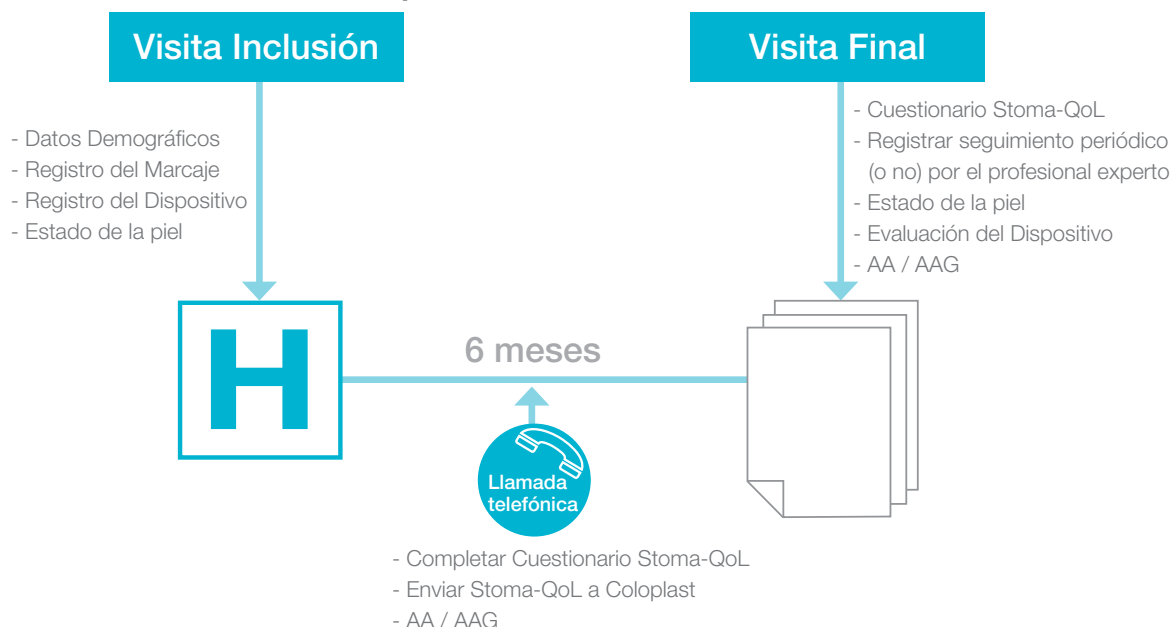 Visita Inclusión
Visita Final
- Datos Demográficos
- Registro del Marcaje
- Registro del Dispositivo
- Estado de la piel
- Cuestionario Stoma-QoL
- Registrar seguimiento periódico
(o no) por el profesional experto
- Estado de la piel
- Evaluación del Dispositivo
- AA / AAG
H
6 meses
Llamada
telefónica
- Completar Cuestionario Stoma-QoL
- Enviar Stoma-QoL a Coloplast
- AA / AAG